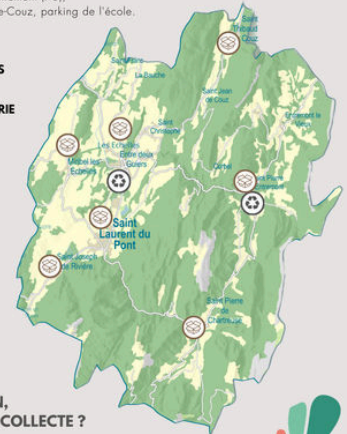 e-Couz, parking de l'école.
S
RIE
Saint
Thibaud
Couz
La Bauche
Saint Jean
de Couz
Saint
Christophe
Entremont le
Vieux
Les Echelles
Entre deux
Guiers
Miribel les
Echelles
Corbel
Saint
Laurent du
Pont
Saint Joseph
de Rivière
Saint Pierre
de
Chartreuse
N,
COLLECTE ?